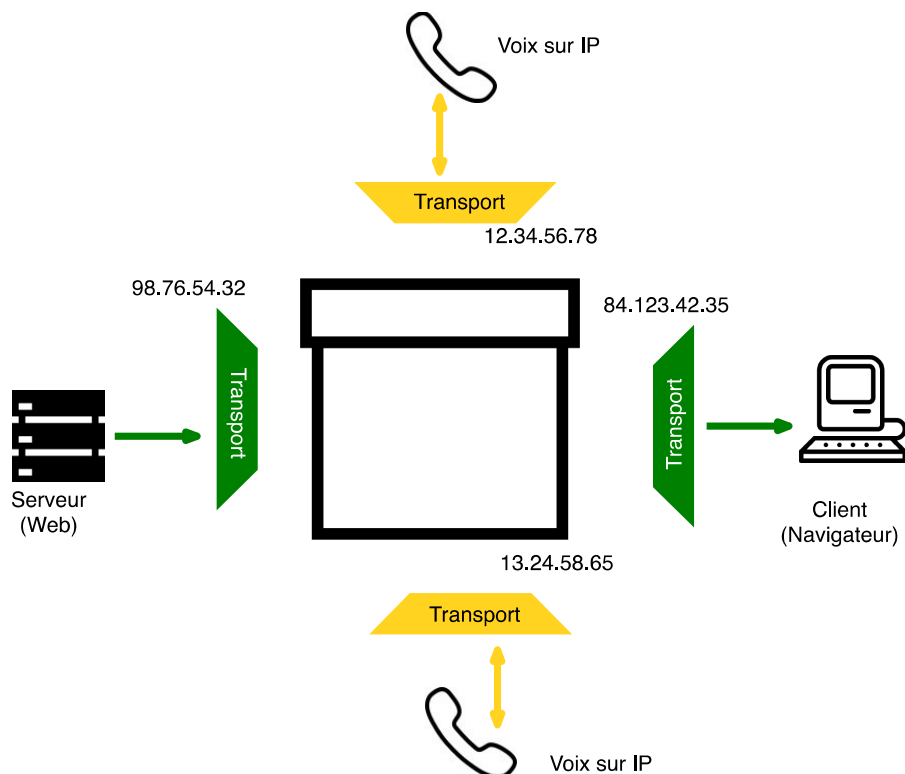 Voix sur IP
Transport
12.34.56.78
98.76.54.32
84.123.42.35
Transport
Transport
Serveur
(Web)
Client
(Navigateur)
13.24.58.65
Transport
Voix sur IP